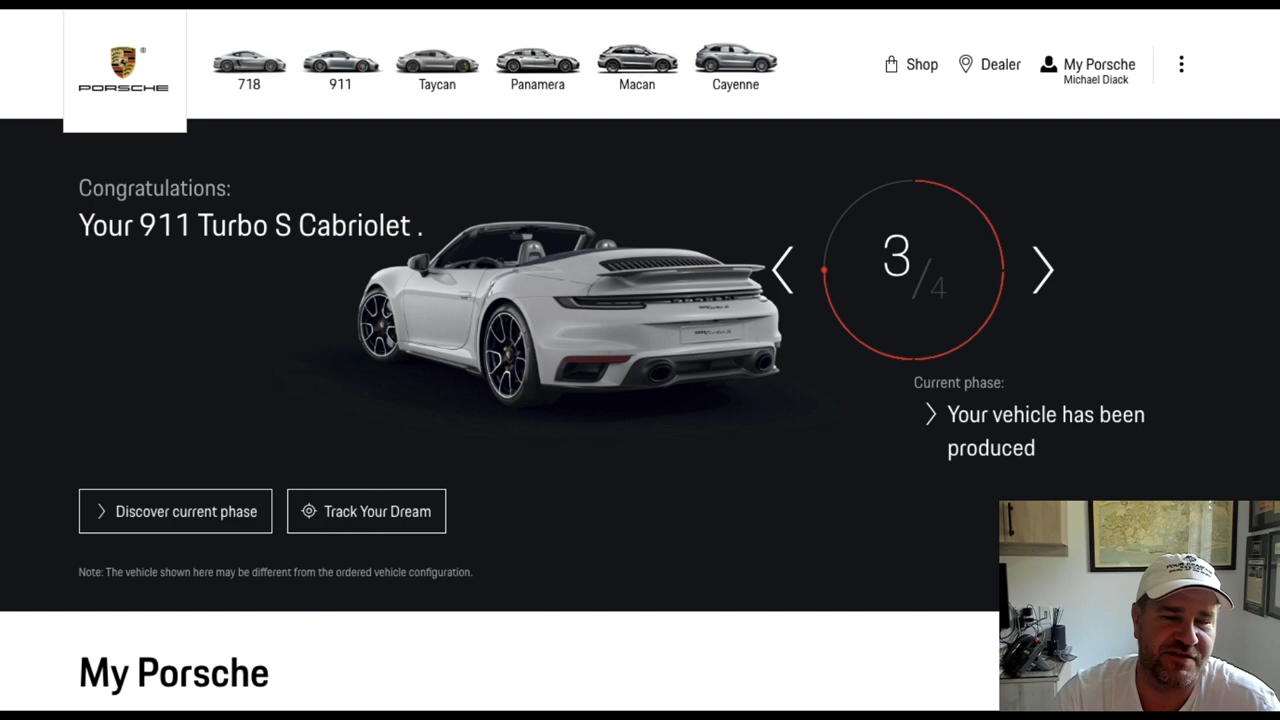 PORSCHE
®
718
911
Taycan
Panamera
Macan
Cayenne
Shop
Dealer
My Porsche
Michael Diack
Congratulations:
Your 911 Turbo S Cabriolet .
3/4
Current phase:
Your vehicle has been
produced
Discover current phase
Track Your Dream
Note: The vehicle shown here may be different from the ordered vehicle configuration.
My Porsche